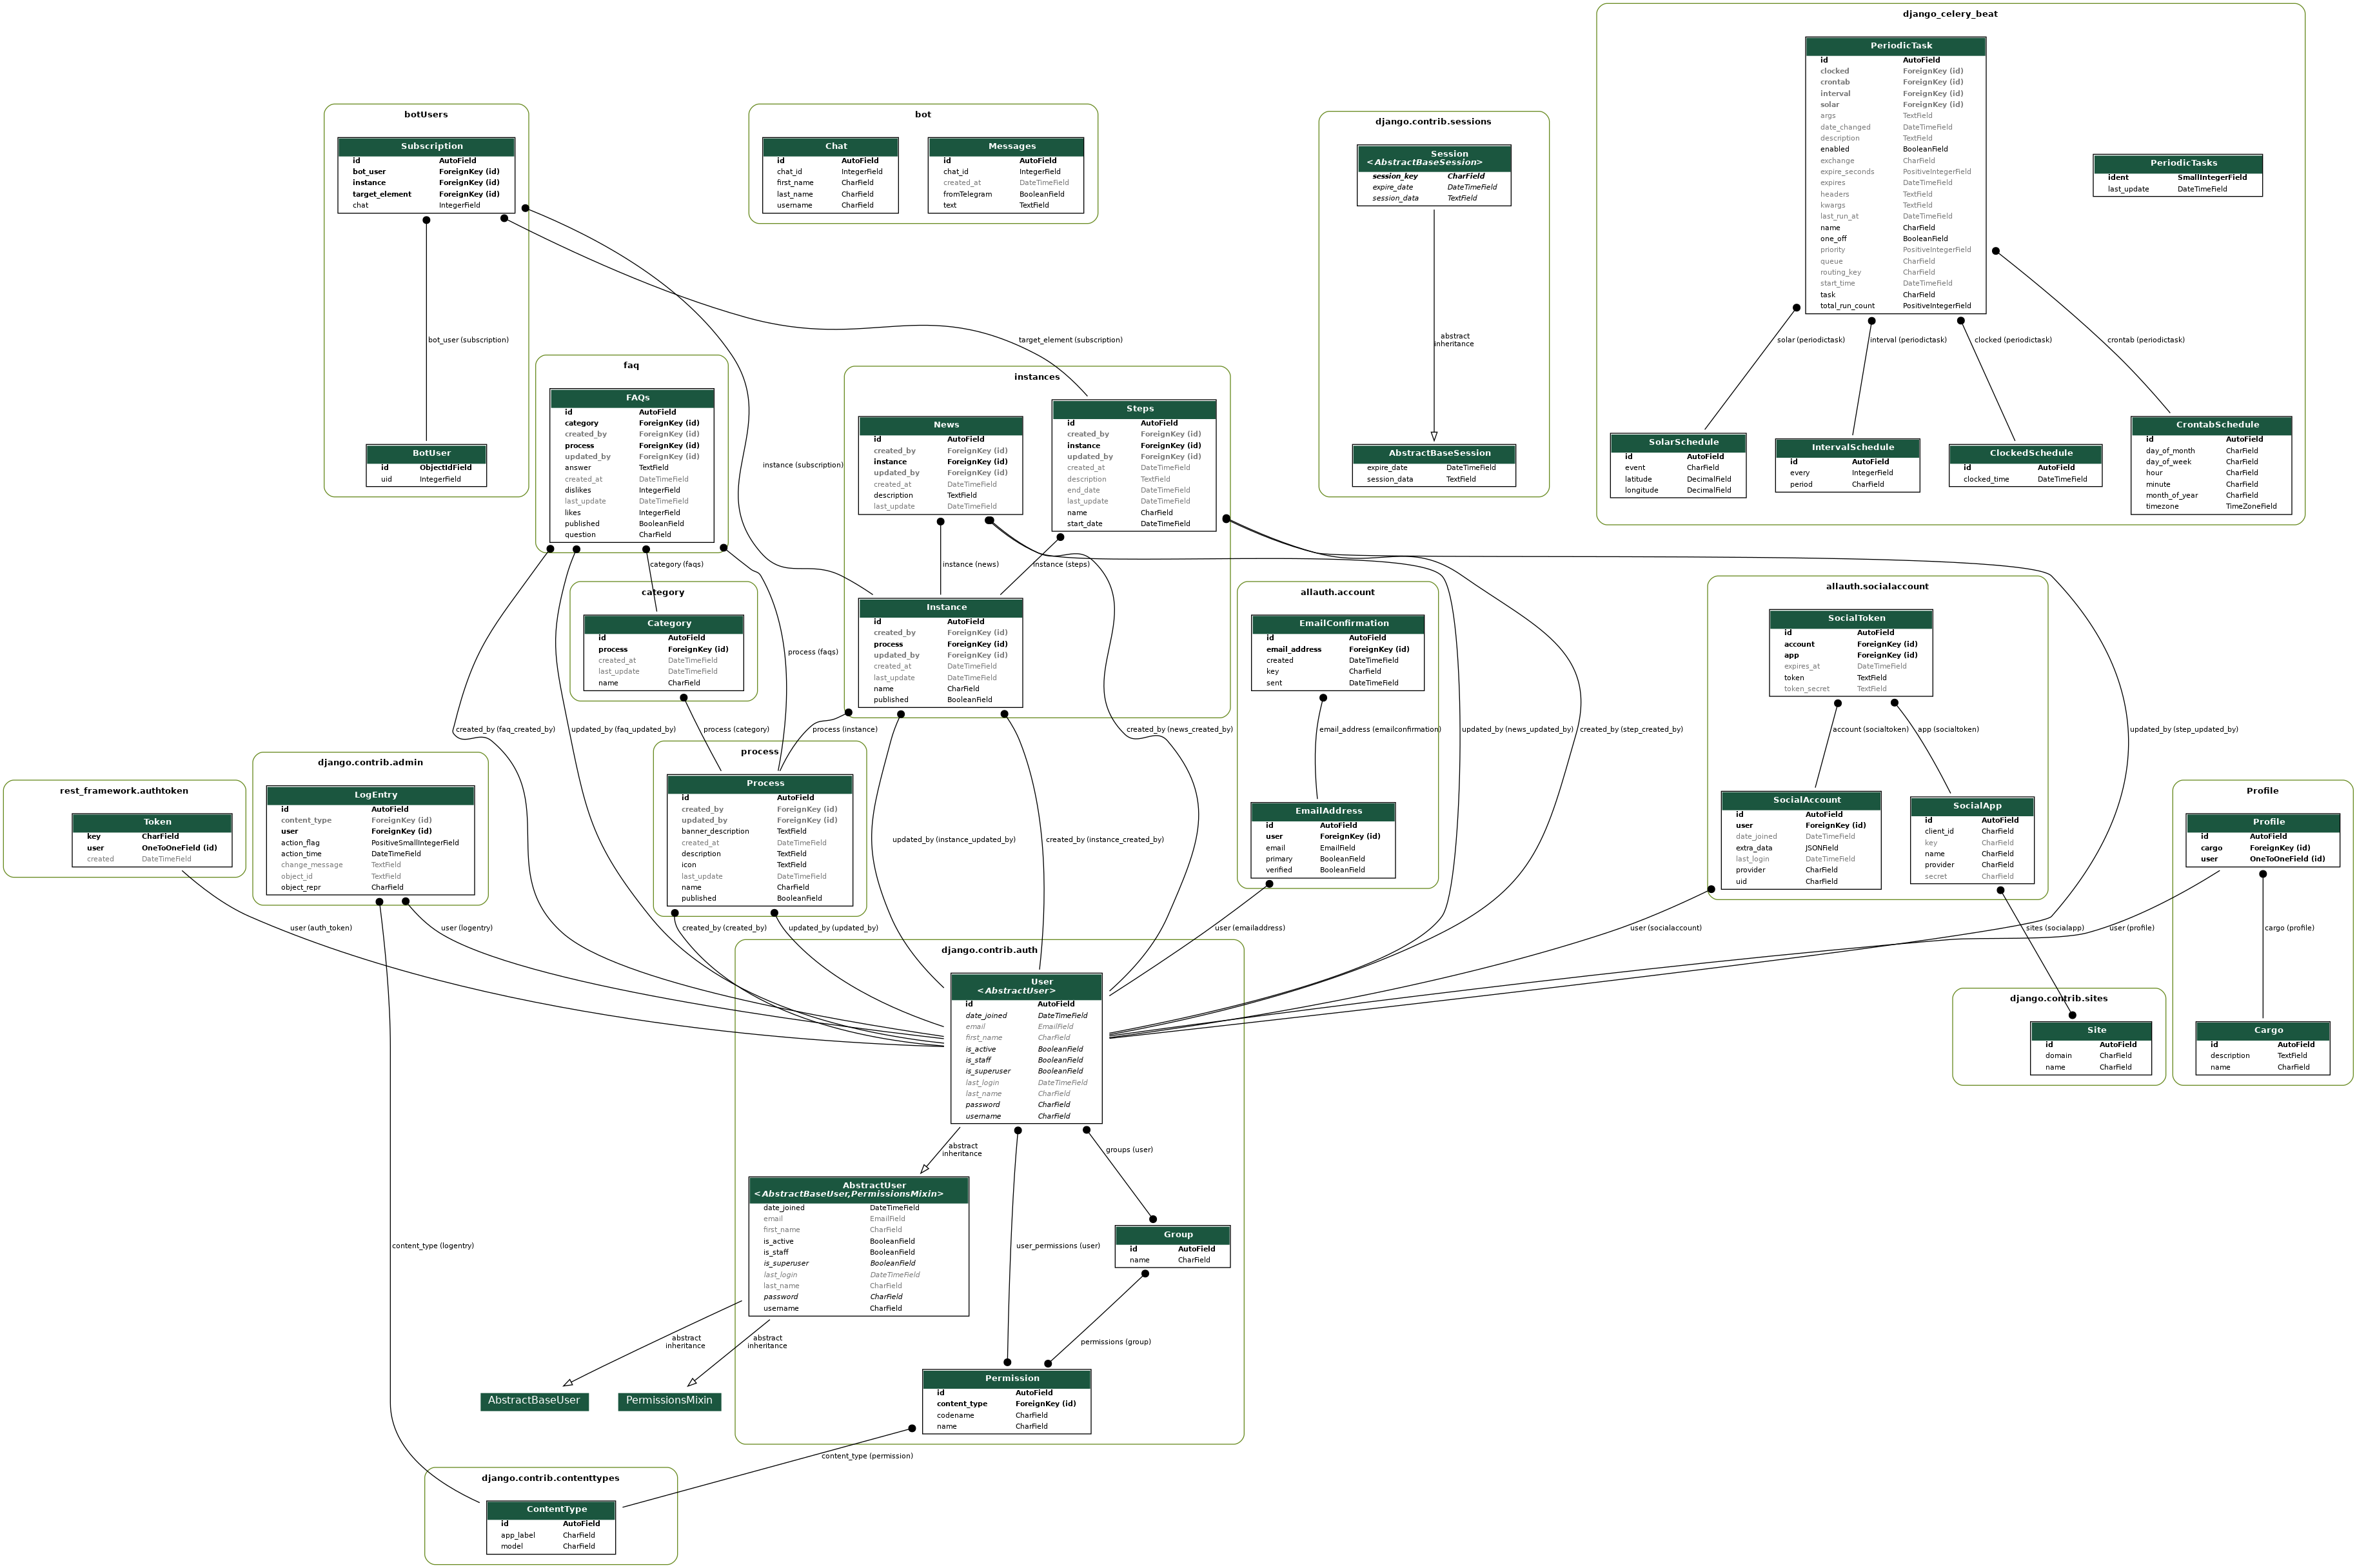 django_celery_beat
PeriodicTask
id AutoField
clocked ForeignKey (id)
crontab ForeignKey (id)
interval ForeignKey (id)
solar ForeignKey (id)
args TextField
date_changed DateTimeField
description TextField
enabled BooleanField
exchange CharField
expire_seconds PositiveIntegerField
expires DateTimeField
headers TextField
kwargs TextField
last_run_at DateTimeField
name CharField
one_off BooleanField
priority PositiveIntegerField
queue CharField
routing_key CharField
start_time DateTimeField
task CharField
total_run_count PositiveIntegerField
PeriodicTasks
ident SmallIntegerField
last_update DateTimeField
solar (periodictask)
interval (periodictask)
clocked (periodictask)
crontab (periodictask)
SolarSchedule
id AutoField
event CharField
latitude DecimalField
longitude DecimalField
IntervalSchedule
id AutoField
every IntegerField
period CharField
ClockedSchedule
id AutoField
clocked_time DateTimeField
CrontabSchedule
id AutoField
day_of_month CharField
day_of_week CharField
hour CharField
minute CharField
month_of_year CharField
timezone TimeZoneField
botUsers
Subscription
id AutoField
bot_user ForeignKey (id)
instance ForeignKey (id)
target_element ForeignKey (id)
chat IntegerField
bot_user (subscription)
BotUser
id ObjectIdField
uid IntegerField
bot
Chat
id AutoField
chat_id IntegerField
first_name CharField
last_name CharField
username CharField
Messages
id AutoField
chat_id IntegerField
created_at DateTimeField
fromTelegram BooleanField
text TextField
django.contrib.sessions
Session
<AbstractBaseSession>
session_key CharField
expire_date DateTimeField
session_data TextField
abstract
inheritance
AbstractBaseSession
expire_date DateTimeField
session_data TextField
target_element (subscription)
instance (subscription)
faq
FAQs
id AutoField
category ForeignKey (id)
created_by ForeignKey (id)
process ForeignKey (id)
updated_by ForeignKey (id)
answer TextField
created_at DateTimeField
dislikes IntegerField
last_update DateTimeField
likes IntegerField
published BooleanField
question CharField
category (faqs)
process (faqs)
created_by (faq_created_by)
updated_by (faq_updated_by)
instances
News
id AutoField
created_by ForeignKey (id)
instance ForeignKey (id)
updated_by ForeignKey (id)
created_at DateTimeField
description TextField
last_update DateTimeField
Steps
id AutoField
created_by ForeignKey (id)
instance ForeignKey (id)
updated_by ForeignKey (id)
created_at DateTimeField
description TextField
end_date DateTimeField
last_update DateTimeField
name CharField
start_date DateTimeField
instance (news)
instance (steps)
Instance
id AutoField
created_by ForeignKey (id)
process ForeignKey (id)
updated_by ForeignKey (id)
created_at DateTimeField
last_update DateTimeField
name CharField
published BooleanField
category
Category
id AutoField
process ForeignKey (id)
created_at DateTimeField
last_update DateTimeField
name CharField
process (category)
process (instance)
created_by (news_created_by)
updated_by (news_updated_by)
created_by (step_created_by)
updated_by (step_updated_by)
allauth.account
EmailConfirmation
id AutoField
email_address ForeignKey (id)
created DateTimeField
key CharField
sent DateTimeField
email_address (emailconfirmation)
EmailAddress
id AutoField
user ForeignKey (id)
email EmailField
primary BooleanField
verified BooleanField
allauth.socialaccount
SocialToken
id AutoField
account ForeignKey (id)
app ForeignKey (id)
expires_at DateTimeField
token TextField
token_secret TextField
account (socialtoken)
app (socialtoken)
SocialAccount
id AutoField
user ForeignKey (id)
date_joined DateTimeField
extra_data JSONField
last_login DateTimeField
provider CharField
uid CharField
SocialApp
id AutoField
client_id CharField
key CharField
name CharField
provider CharField
secret CharField
rest_framework.authtoken
Token
key CharField
user OneToOneField (id)
created DateTimeField
django.contrib.admin
LogEntry
id AutoField
content_type ForeignKey (id)
user ForeignKey (id)
action_flag PositiveSmallIntegerField
action_time DateTimeField
change_message TextField
object_id TextField
object_repr CharField
process
Process
id AutoField
created_by ForeignKey (id)
updated_by ForeignKey (id)
banner_description TextField
created_at DateTimeField
description TextField
icon TextField
last_update DateTimeField
name CharField
published BooleanField
updated_by (instance_updated_by)
created_by (instance_created_by)
Profile
Profile
id AutoField
cargo ForeignKey (id)
user OneToOneField (id)
user (auth_token)
user (logentry)
created_by (created_by)
updated_by (updated_by)
user (emailaddress)
user (socialaccount)
sites (socialapp)
user (profile)
cargo (profile)
django.contrib.sites
Site
id AutoField
domain CharField
name CharField
Cargo
id AutoField
description TextField
name CharField
django.contrib.auth
User
<AbstractUser>
id AutoField
date_joined DateTimeField
email EmailField
first_name CharField
is_active BooleanField
is_staff BooleanField
is_superuser BooleanField
last_login DateTimeField
last_name CharField
password CharField
username CharField
abstract
inheritance
groups (user)
AbstractUser
<AbstractBaseUser,PermissionsMixin>
date_joined DateTimeField
email EmailField
first_name CharField
is_active BooleanField
is_staff BooleanField
is_superuser BooleanField
last_login DateTimeField
last_name CharField
password CharField
username CharField
user_permissions (user)
Group
id AutoField
name CharField
content_type (logentry)
abstract
inheritance
abstract
inheritance
permissions (group)
AbstractBaseUser
PermissionsMixin
Permission
id AutoField
content_type ForeignKey (id)
codename CharField
name CharField
content_type (permission)
django.contrib.contenttypes
ContentType
id AutoField
app_label CharField
model CharField